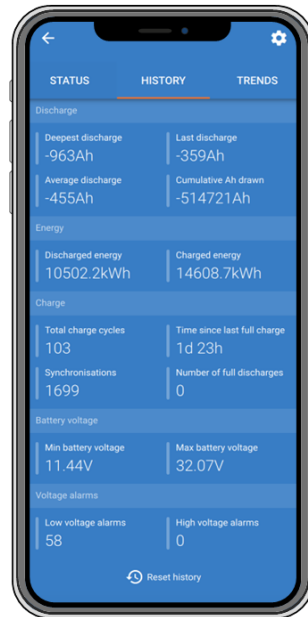 STATUS HISTORY TRENDS
Discharge
Deepest discharge Last discharge
-963Ah -359Ah
Average discharge Cumulative Ah drawn
-455Ah -514721Ah
Energy
Discharged energy Charged energy
10502.2kWh 14608.7kWh
Charge
Total charge cycles Time since last full charge
103 1d 23h
Synchronisations Number of full discharges
1699 0
Battery voltage
Min battery voltage Max battery voltage
11.44V 32.07V
Voltage alarms
Low voltage alarms High voltage alarms
58 0
Reset history